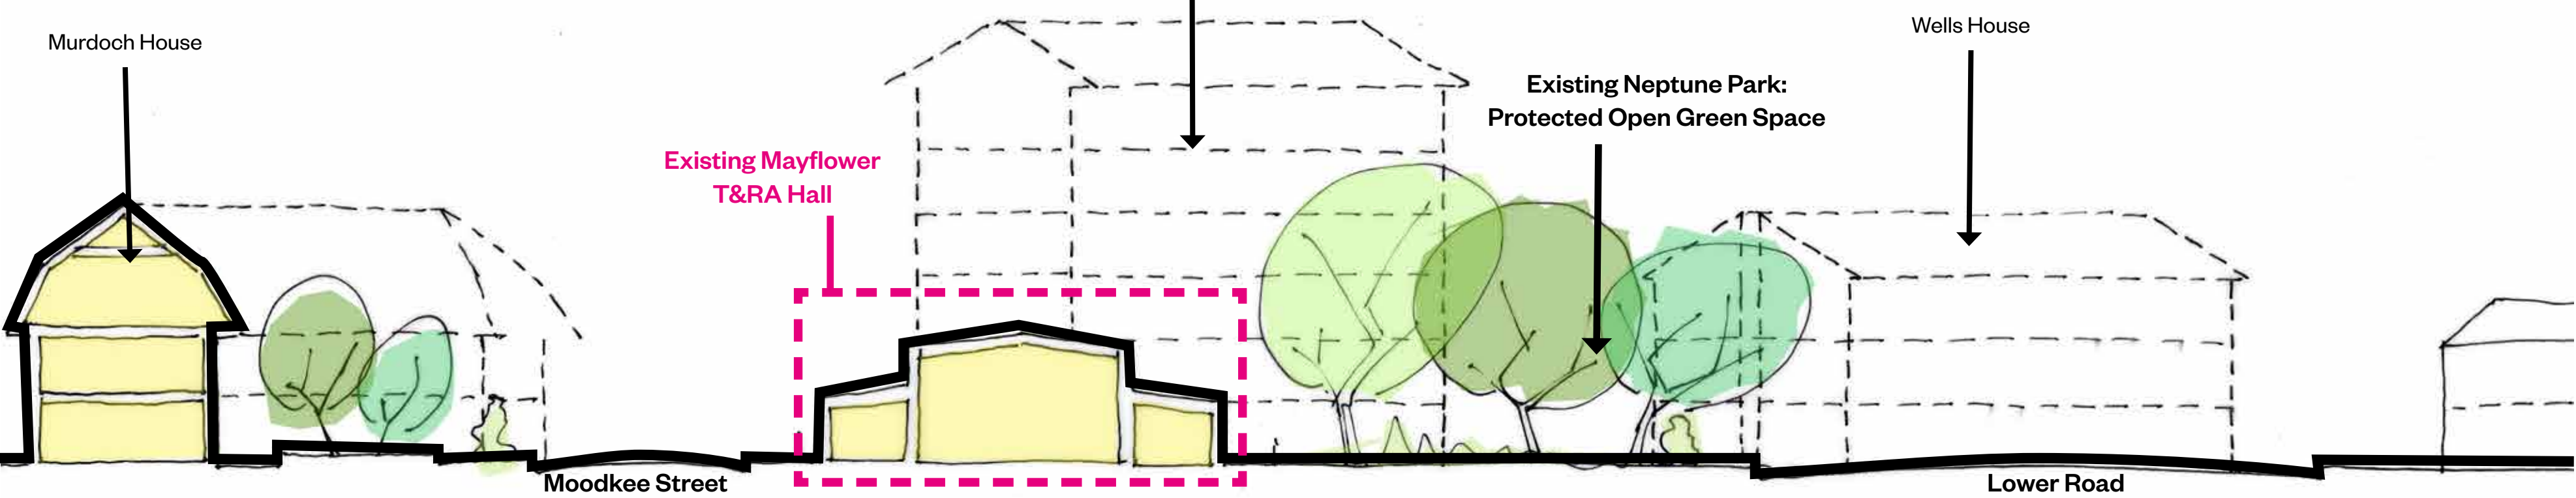 Murdoch House
Wells House
Existing Neptune Park:
Protected Open Green Space
Existing Mayflower
T&RA Hall
Moodkee Street
Lower Road